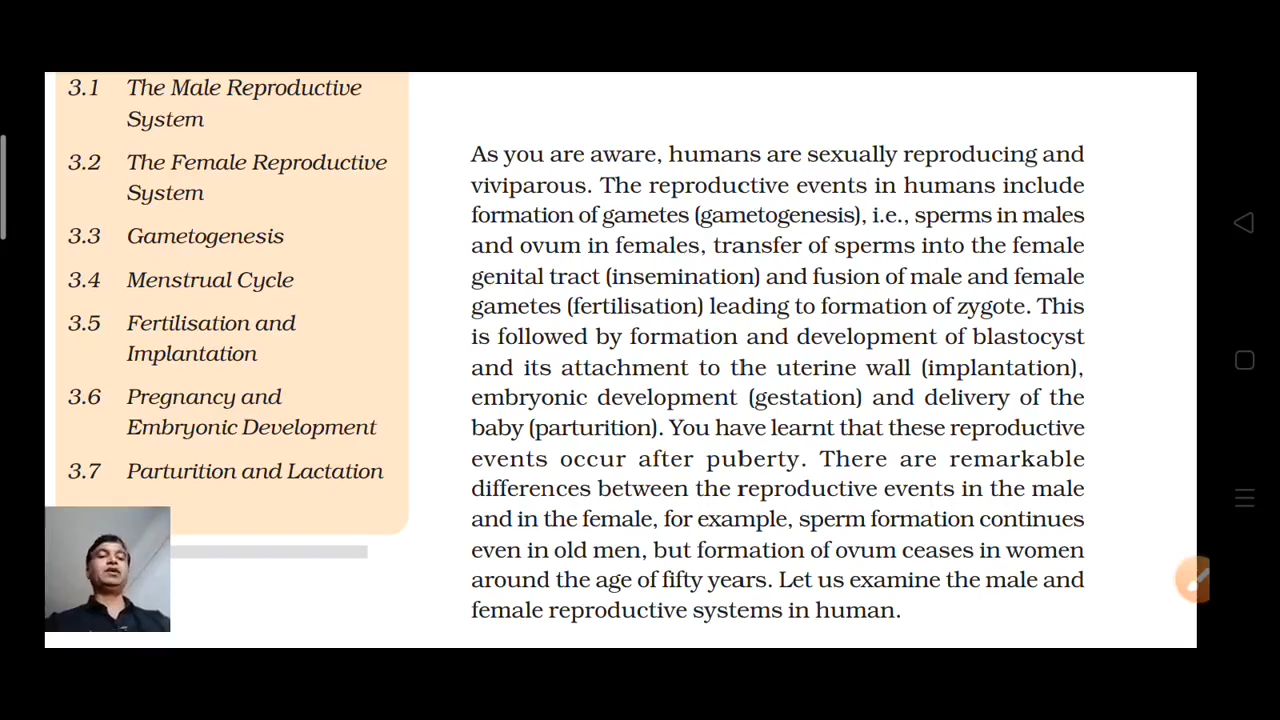 3.1 The Male Reproductive
System
3.2 The Female Reproductive
System
3.3 Gametogenesis
3.4 Menstrual Cycle
3.5 Fertilisation and
Implantation
3.6 Pregnancy and
Embryonic Development
3.7 Parturition and Lactation
As you are aware, humans are sexually reproducing and
viviparous. The reproductive events in humans include
formation of gametes (gametogenesis), i.e., sperms in males
and ovum in females, transfer of sperms into the female
genital tract (insemination) and fusion of male and female
gametes (fertilisation) leading to formation of zygote. This
is followed by formation and development of blastocyst
and its attachment to the uterine wall (implantation),
embryonic development (gestation) and delivery of the
baby (parturition). You have learnt that these reproductive
events occur after puberty. There are remarkable
differences between the reproductive events in the male
and in the female, for example, sperm formation continues
even in old men, but formation of ovum ceases in women
around the age of fifty years. Let us examine the male and
female reproductive systems in human.